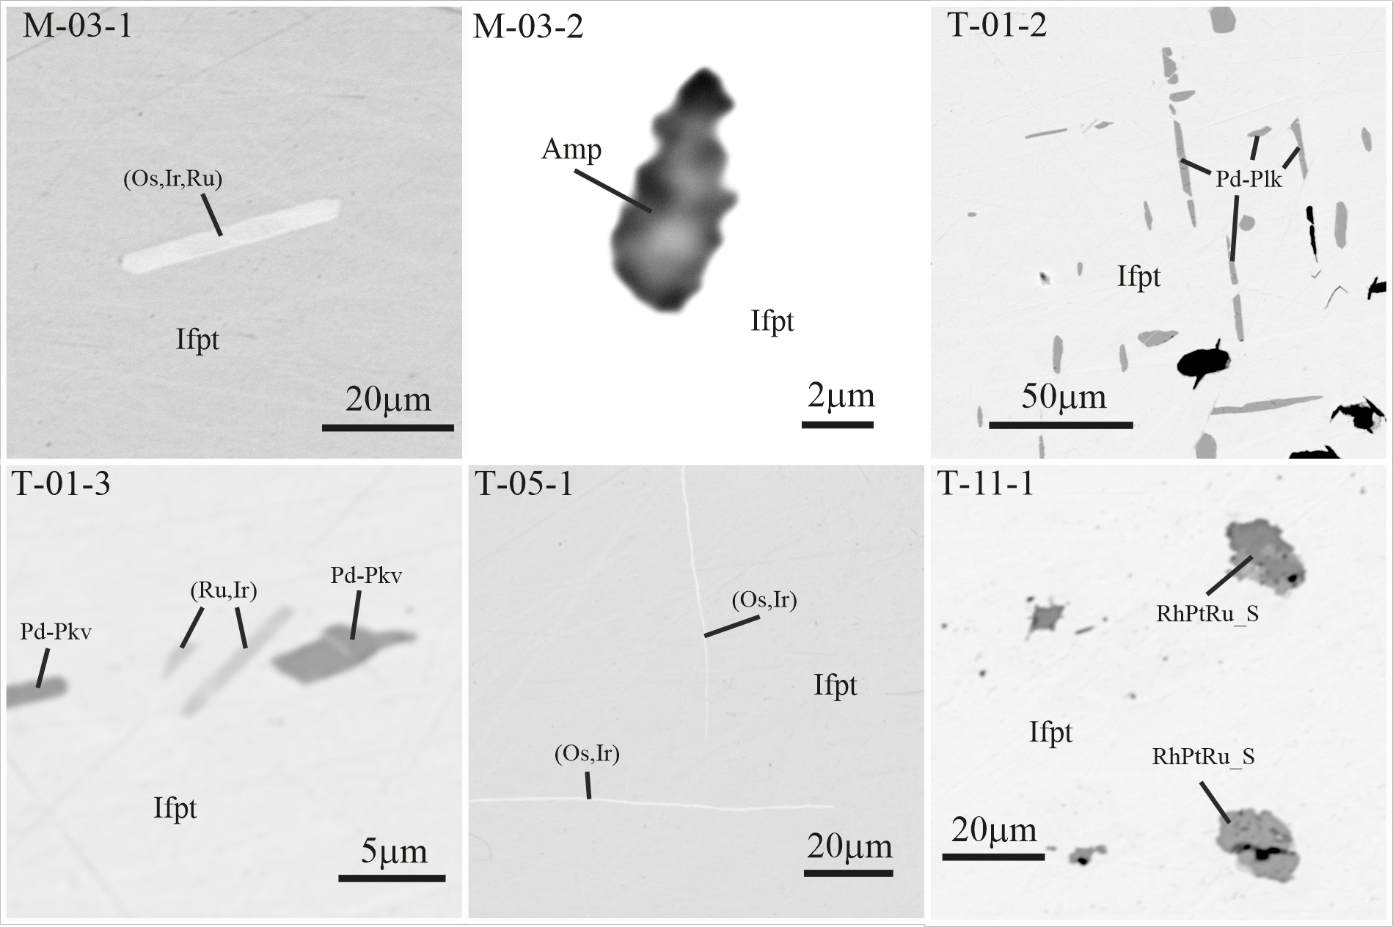 M-03-1
(Os,Ir,Ru)
Ifpt
20µm
M-03-2
Amp
Ifpt
2µm
T-01-2
Pd-Plk
Ifpt
50µm
T-01-3
(Ru,Ir)
Pd-Pkv
Pd-Pkv
Ifpt
5µm
T-05-1
(Os,Ir)
Ifpt
(Os,Ir)
20µm
T-11-1
RhPtRu_S
Ifpt
RhPtRu_S
20µm